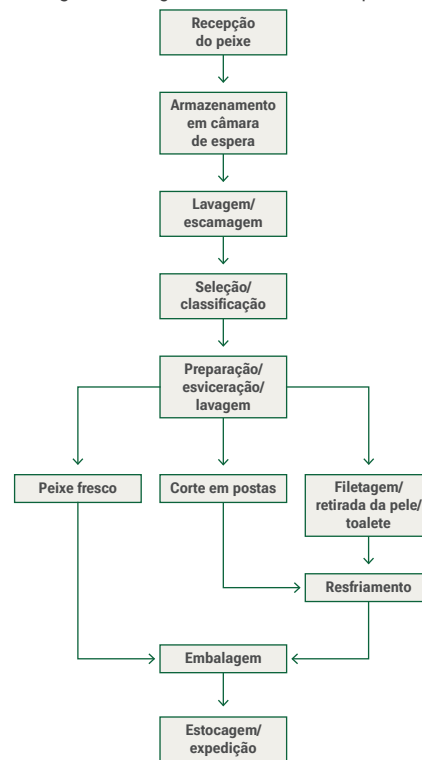 Recepção
do peixe
Armazenamento
em câmara
de espera
Lavagem/
escamagem
Seleção/
classificação
Preparação/
esviceração/
lavagem
Peixe fresco
Corte em postas
Filetagem/
retirada da pele/
toalete
Resfriamento
Embalagem
Estocagem/
expedição